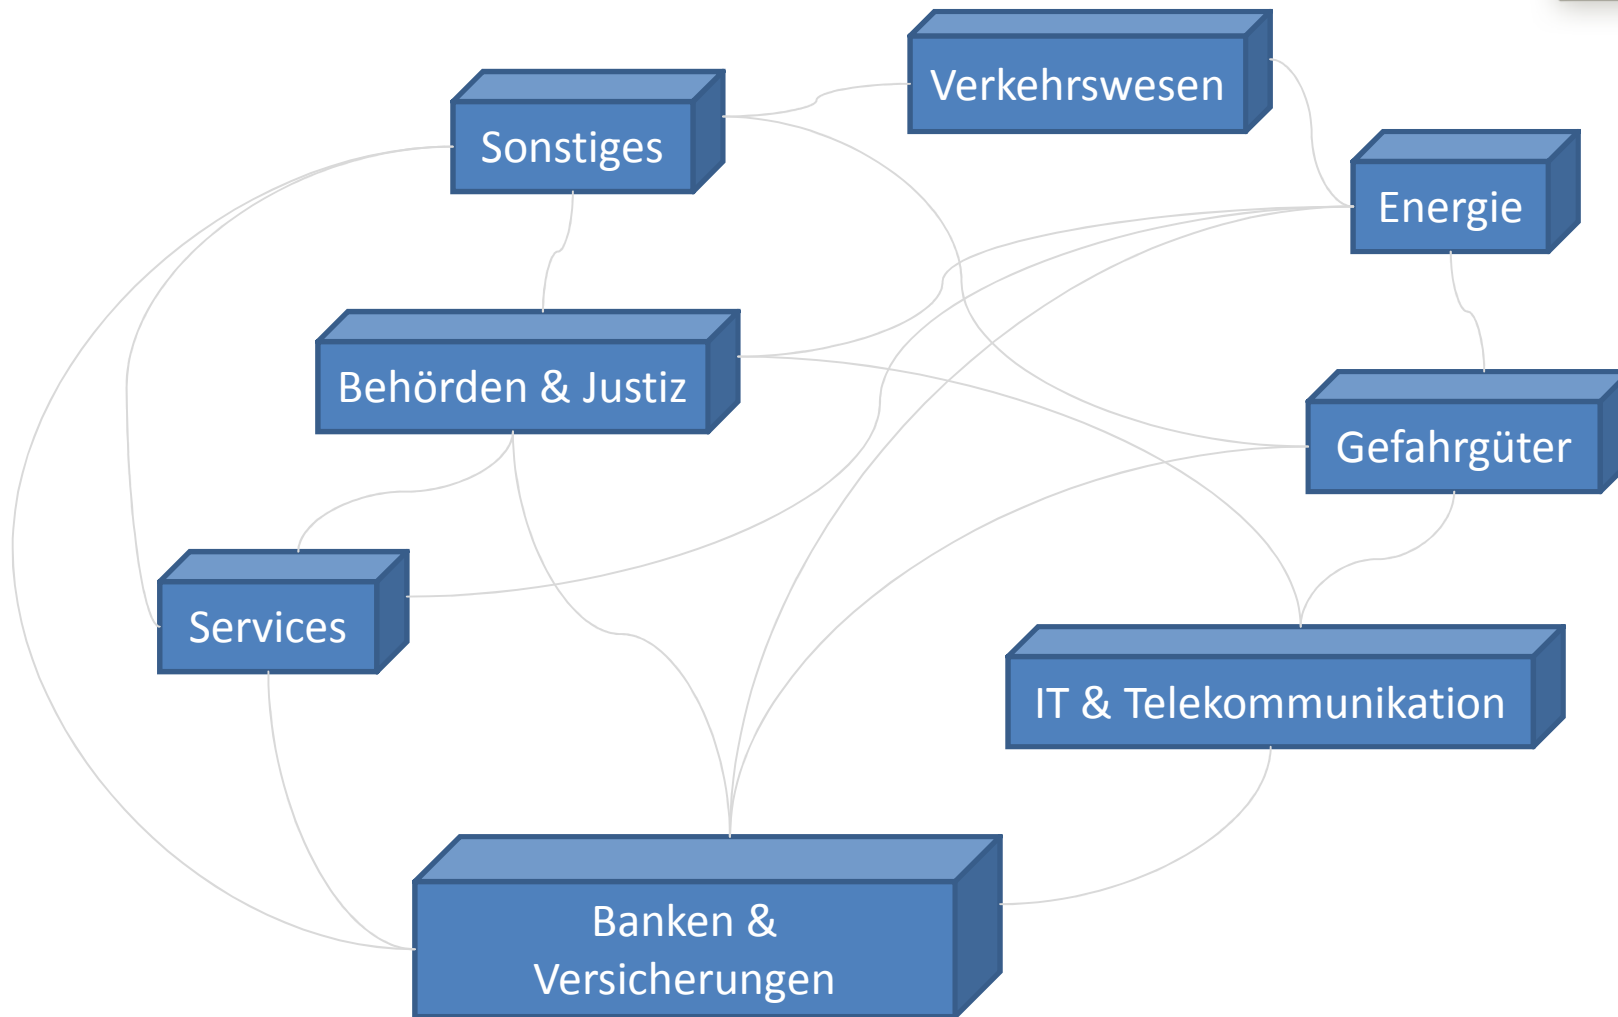 Verkehrswesen
Sonstiges
Energie
Behörden & Justiz
Gefahrgüter
Services
IT & Telekommunikation
Banken &
Versicherungen